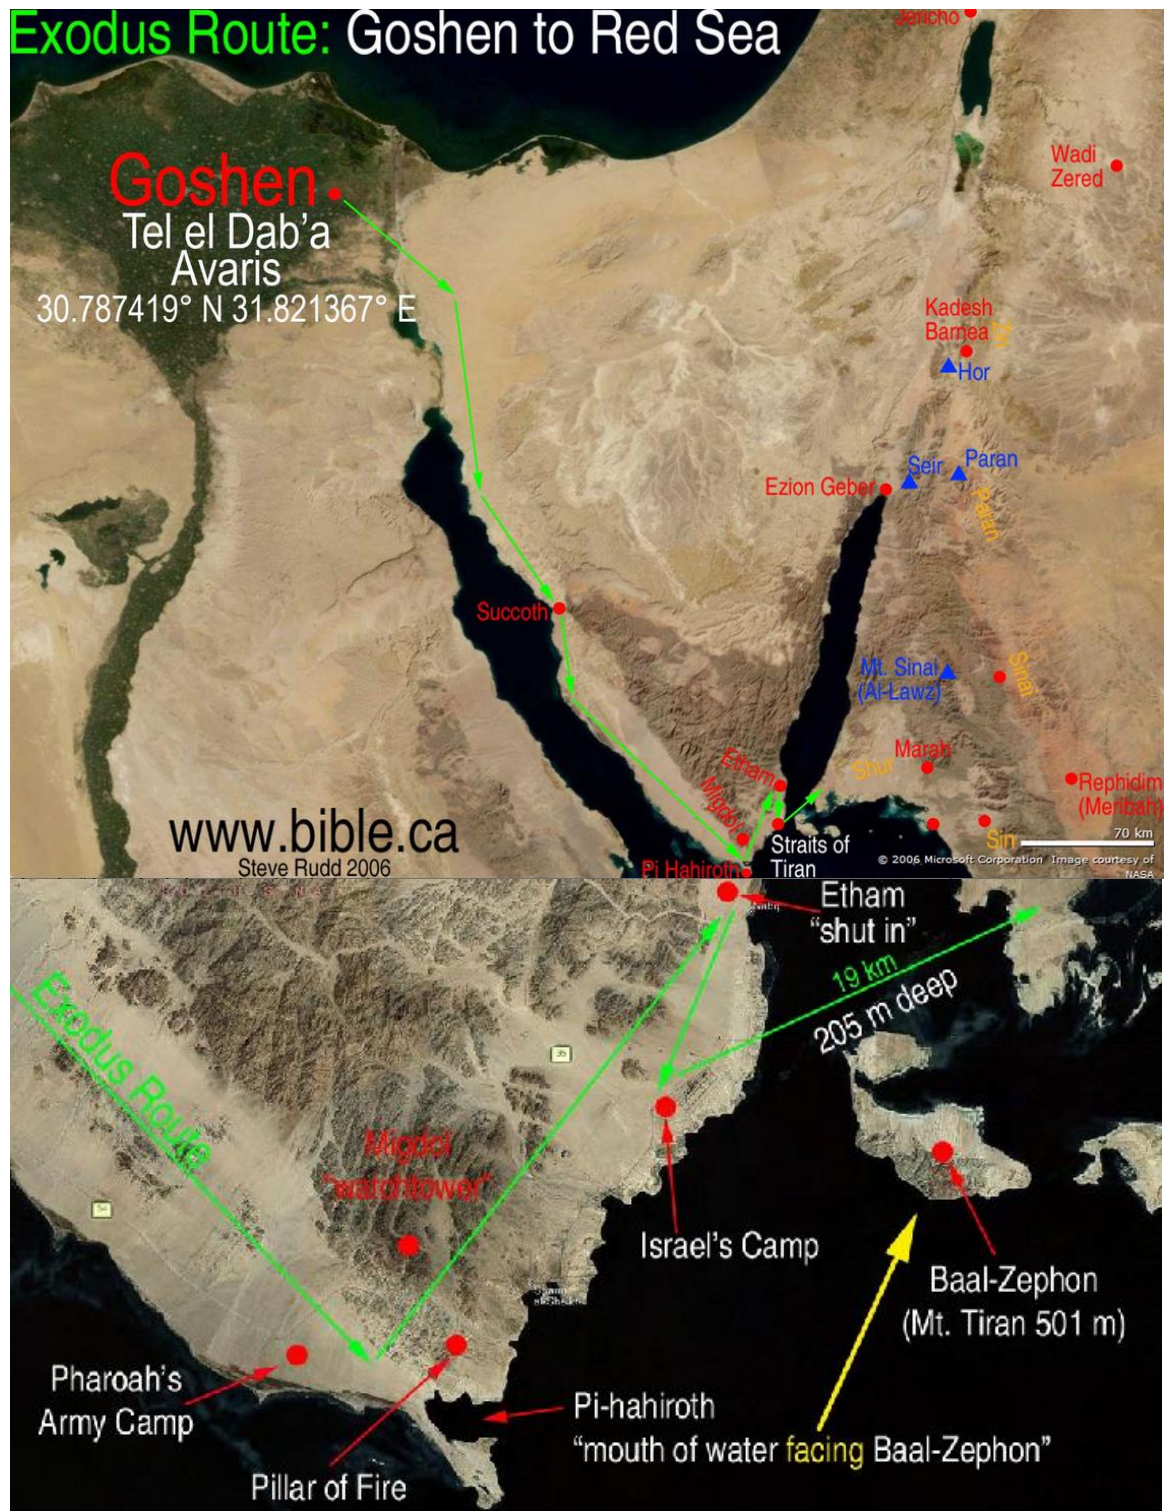 Exodus Route: Goshen to Red Sea
Jericho
Goshen
Tel el Dab'a
Avaris
30.787419° N 31.821367° E
Wadi
Zered
Kadesh
Barnea
Zin
Hor
Seir
Paran
Ezion Geber
Paran
Succoth
Mt. Sinai
(Al-Lawz)
Sinai
Etham
Migdol
Shur
Marah
Rephidim
(Meribah)
www.bible.ca
Steve Rudd 2006
Pi Hahiroth
Straits of
Tiran
Sin
70 km
© 2006 Microsoft Corporation Image courtesy of
NASA
Etham
"shut in"
19 km
205 m deep
Exodus Route
Migdol
"watchtower"
Israel's Camp
Baal-Zephon
(Mt. Tiran 501 m)
Pharoah's
Army Camp
Pi-hahiroth
"mouth of water facing Baal-Zephon"
Pillar of Fire